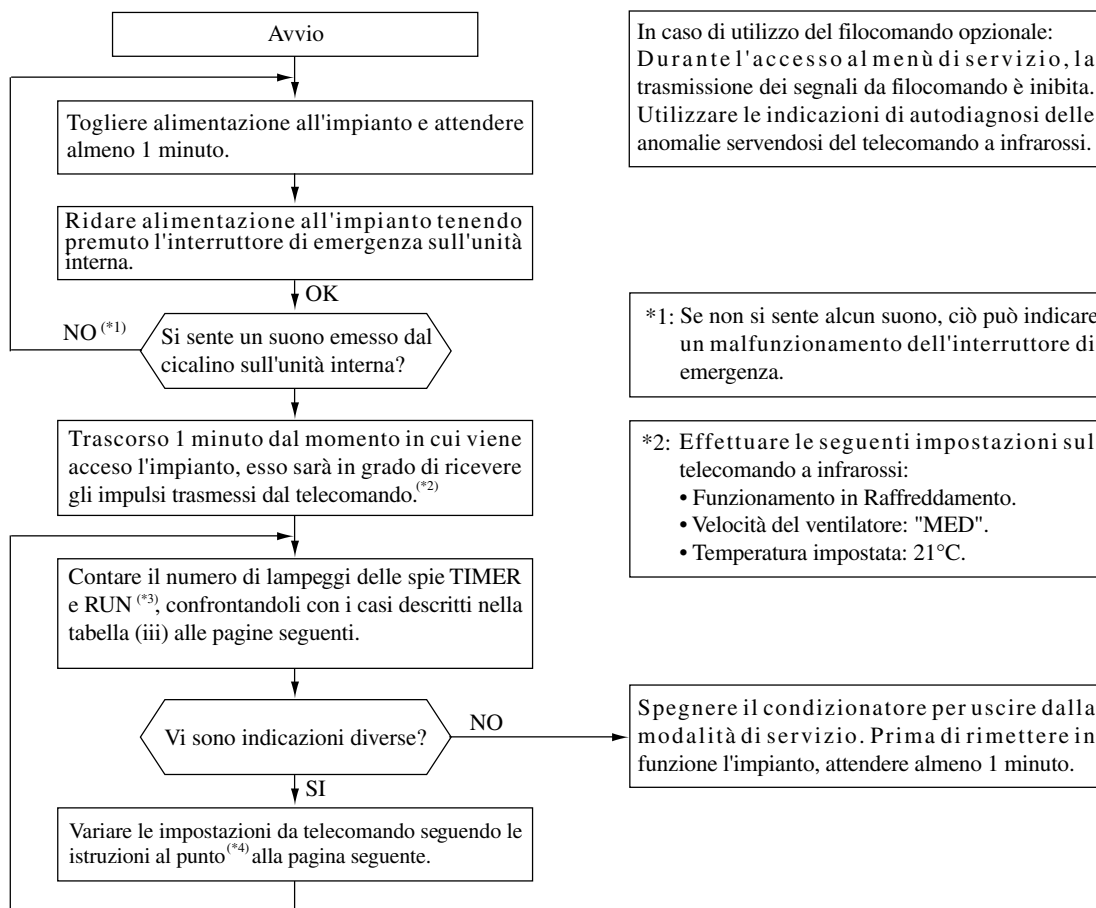 Avvio
Togliere alimentazione all'impianto e attendere
almeno 1 minuto.
Ridare alimentazione all'impianto tenendo
premuto l'interruttore di emergenza sull'unità
interna.
OK
NO (*1)
Si sente un suono emesso dal
cicalino sull'unità interna?
Trascorso 1 minuto dal momento in cui viene
acceso l'impianto, esso sarà in grado di ricevere
gli impulsi trasmessi dal telecomando.(*2)
Contare il numero di lampeggi delle spie TIMER
e RUN (*3), confrontandoli con i casi descritti nella
tabella (iii) alle pagine seguenti.
Vi sono indicazioni diverse?
NO
SI
Variare le impostazioni da telecomando seguendo le
istruzioni al punto(*4) alla pagina seguente.
In caso di utilizzo del filocomando opzionale:
Durante l'accesso al menù di servizio, la
trasmissione dei segnali da filocomando è inibita.
Utilizzare le indicazioni di autodiagnosi delle
anomalie servendosi del telecomando a infrarossi.
*1: Se non si sente alcun suono, ciò può indicare
un malfunzionamento dell'interruttore di
emergenza.
*2: Effettuare le seguenti impostazioni sul
telecomando a infrarossi:
• Funzionamento in Raffreddamento.
• Velocità del ventilatore: "MED".
• Temperatura impostata: 21°C.
Spegnere il condizionatore per uscire dalla
modalità di servizio. Prima di rimettere in
funzione l'impianto, attendere almeno 1 minuto.